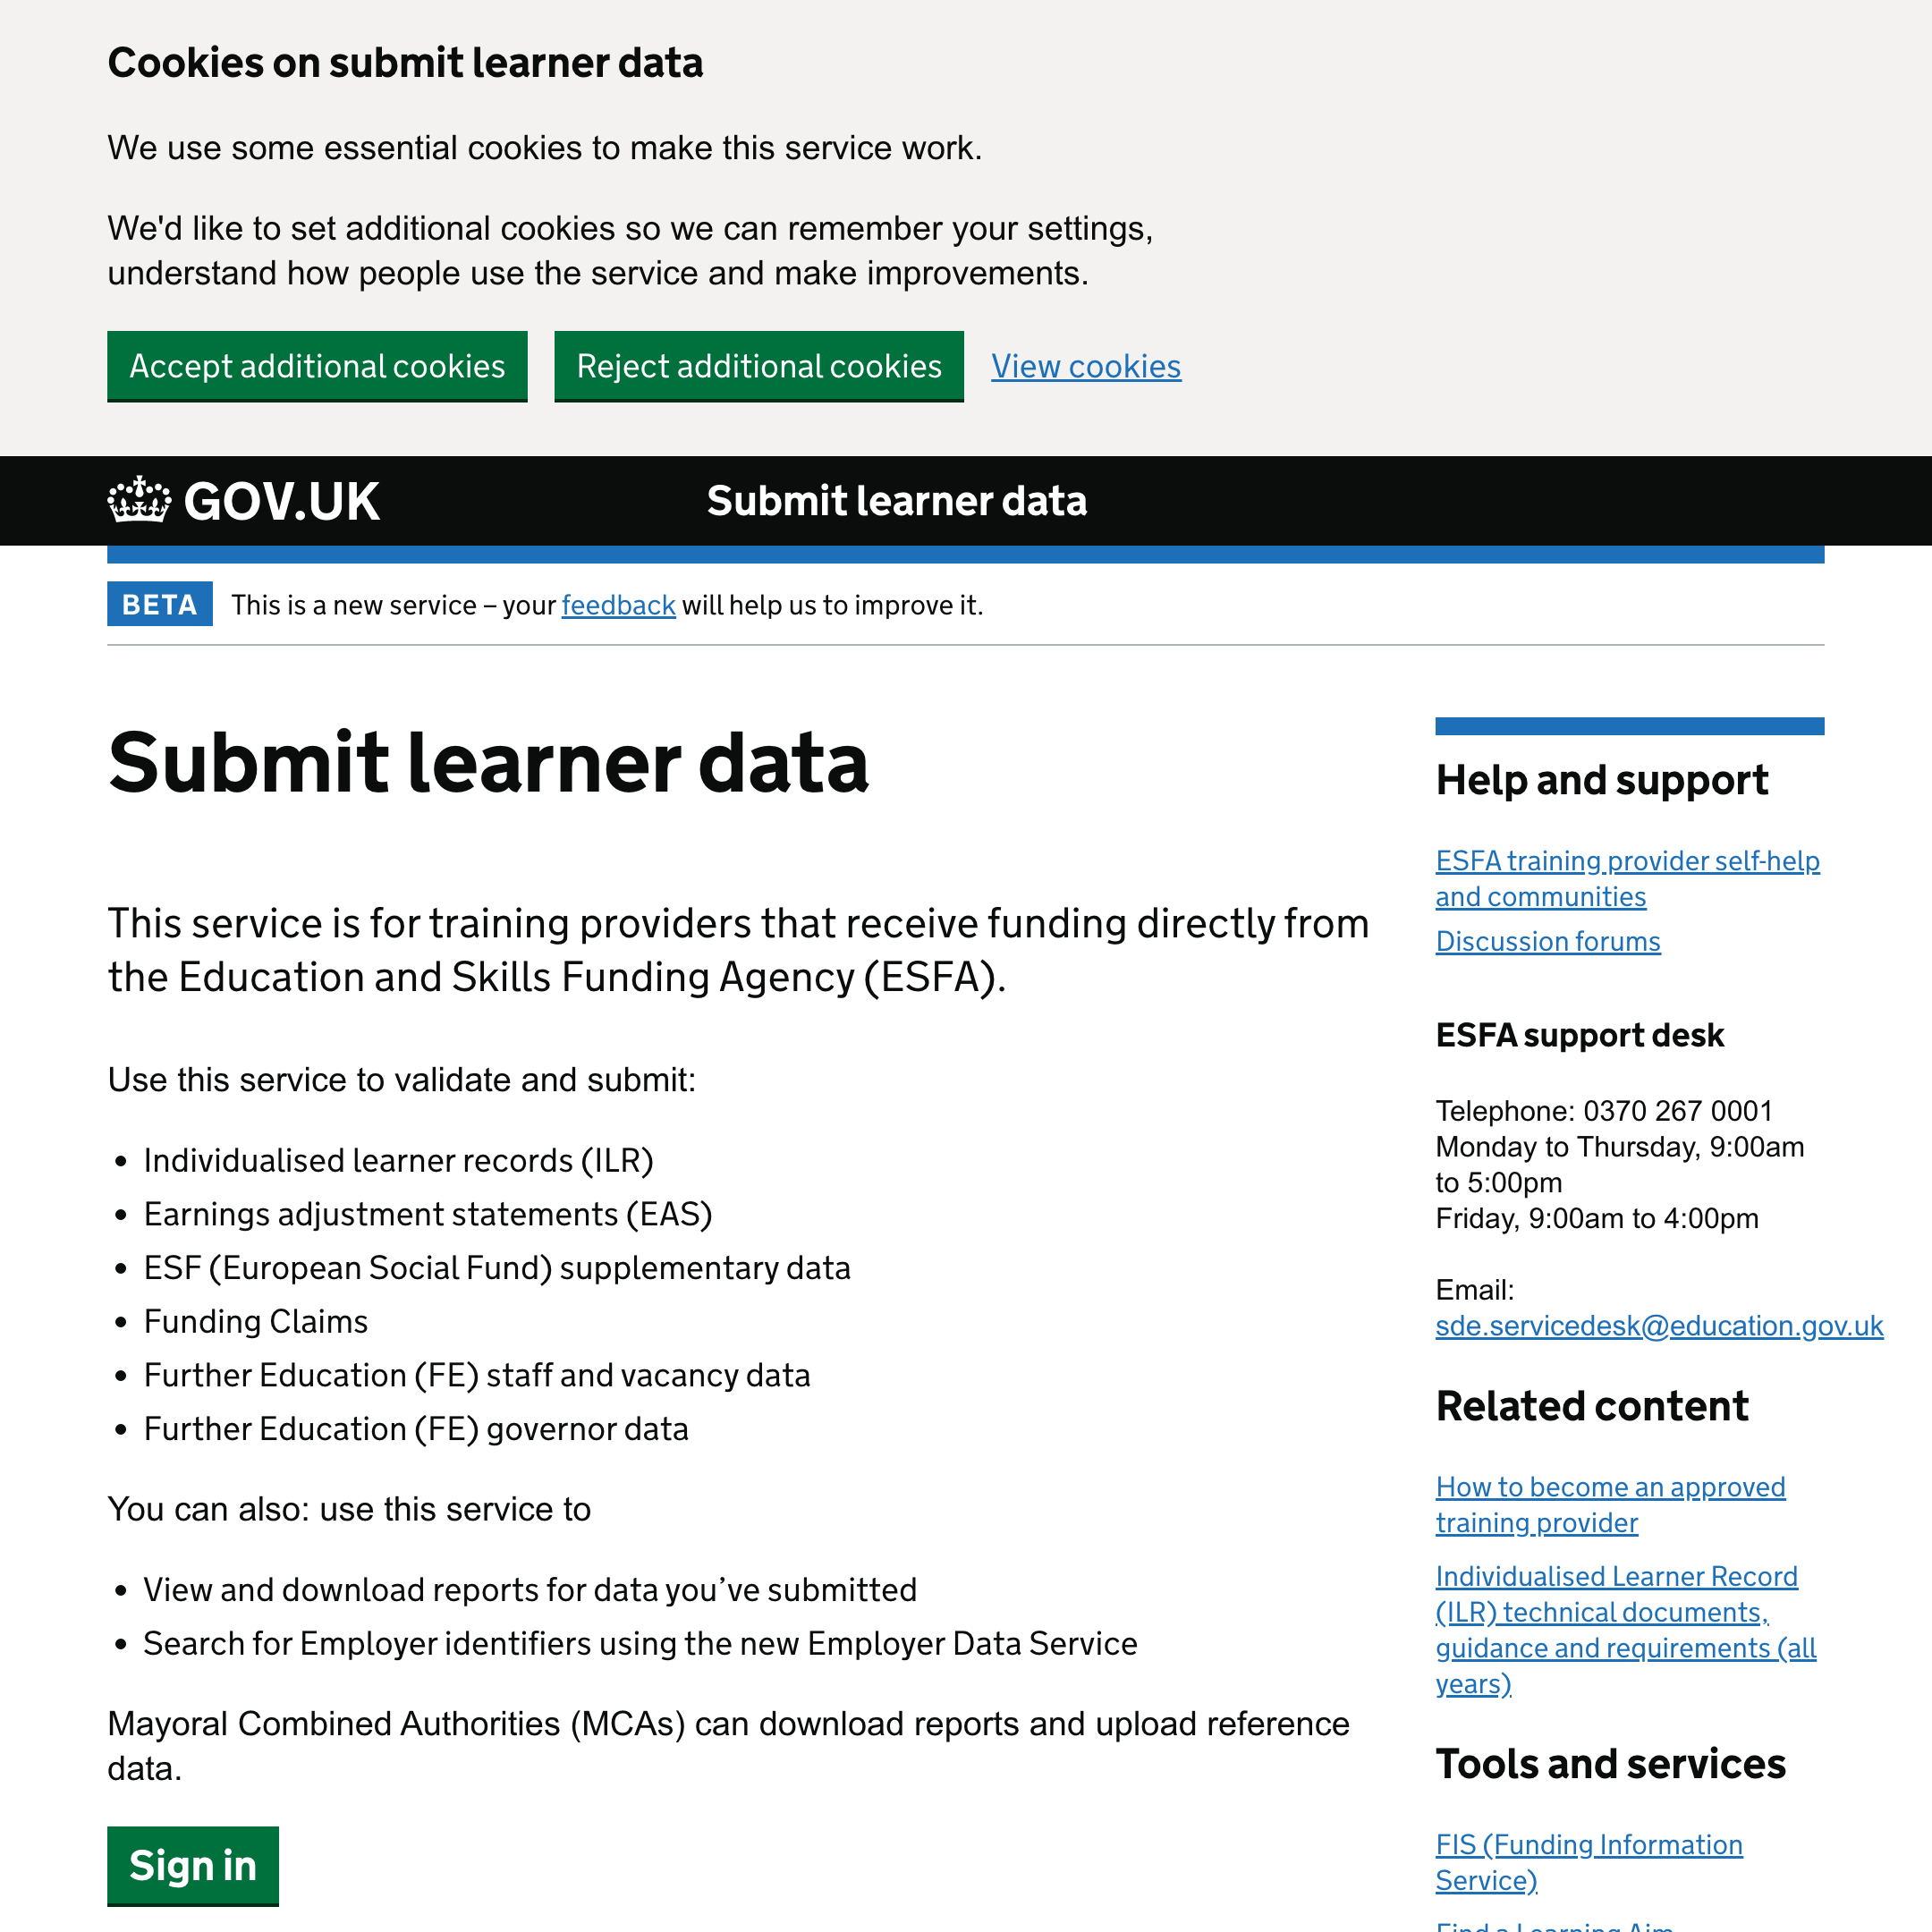 Cookies on submit learner data
We use some essential cookies to make this service work.
We'd like to set additional cookies so we can remember your settings,
understand how people use the service and make improvements.
Accept additional cookies
Reject additional cookies
View cookies
GOV.UK
Submit learner data
BETA
This is a new service – your feedback will help us to improve it.
Submit learner data
This service is for training providers that receive funding directly from
the Education and Skills Funding Agency (ESFA).
Use this service to validate and submit:
• Individualised learner records (ILR)
• Earnings adjustment statements (EAS)
• ESF (European Social Fund) supplementary data
• Funding Claims
• Further Education (FE) staff and vacancy data
• Further Education (FE) governor data
You can also: use this service to
• View and download reports for data you’ve submitted
• Search for Employer identifiers using the new Employer Data Service
Mayoral Combined Authorities (MCAs) can download reports and upload reference
data.
Sign in
Help and support
ESFA training provider self-help
and communities
Discussion forums
ESFA support desk
Telephone: 0370 267 0001
Monday to Thursday, 9:00am
to 5:00pm
Friday, 9:00am to 4:00pm
Email:
sde.servicedesk@education.gov.uk
Related content
How to become an approved
training provider
Individualised Learner Record
(ILR) technical documents,
guidance and requirements (all
years)
Tools and services
FIS (Funding Information
Service)
Find a Learning Aim